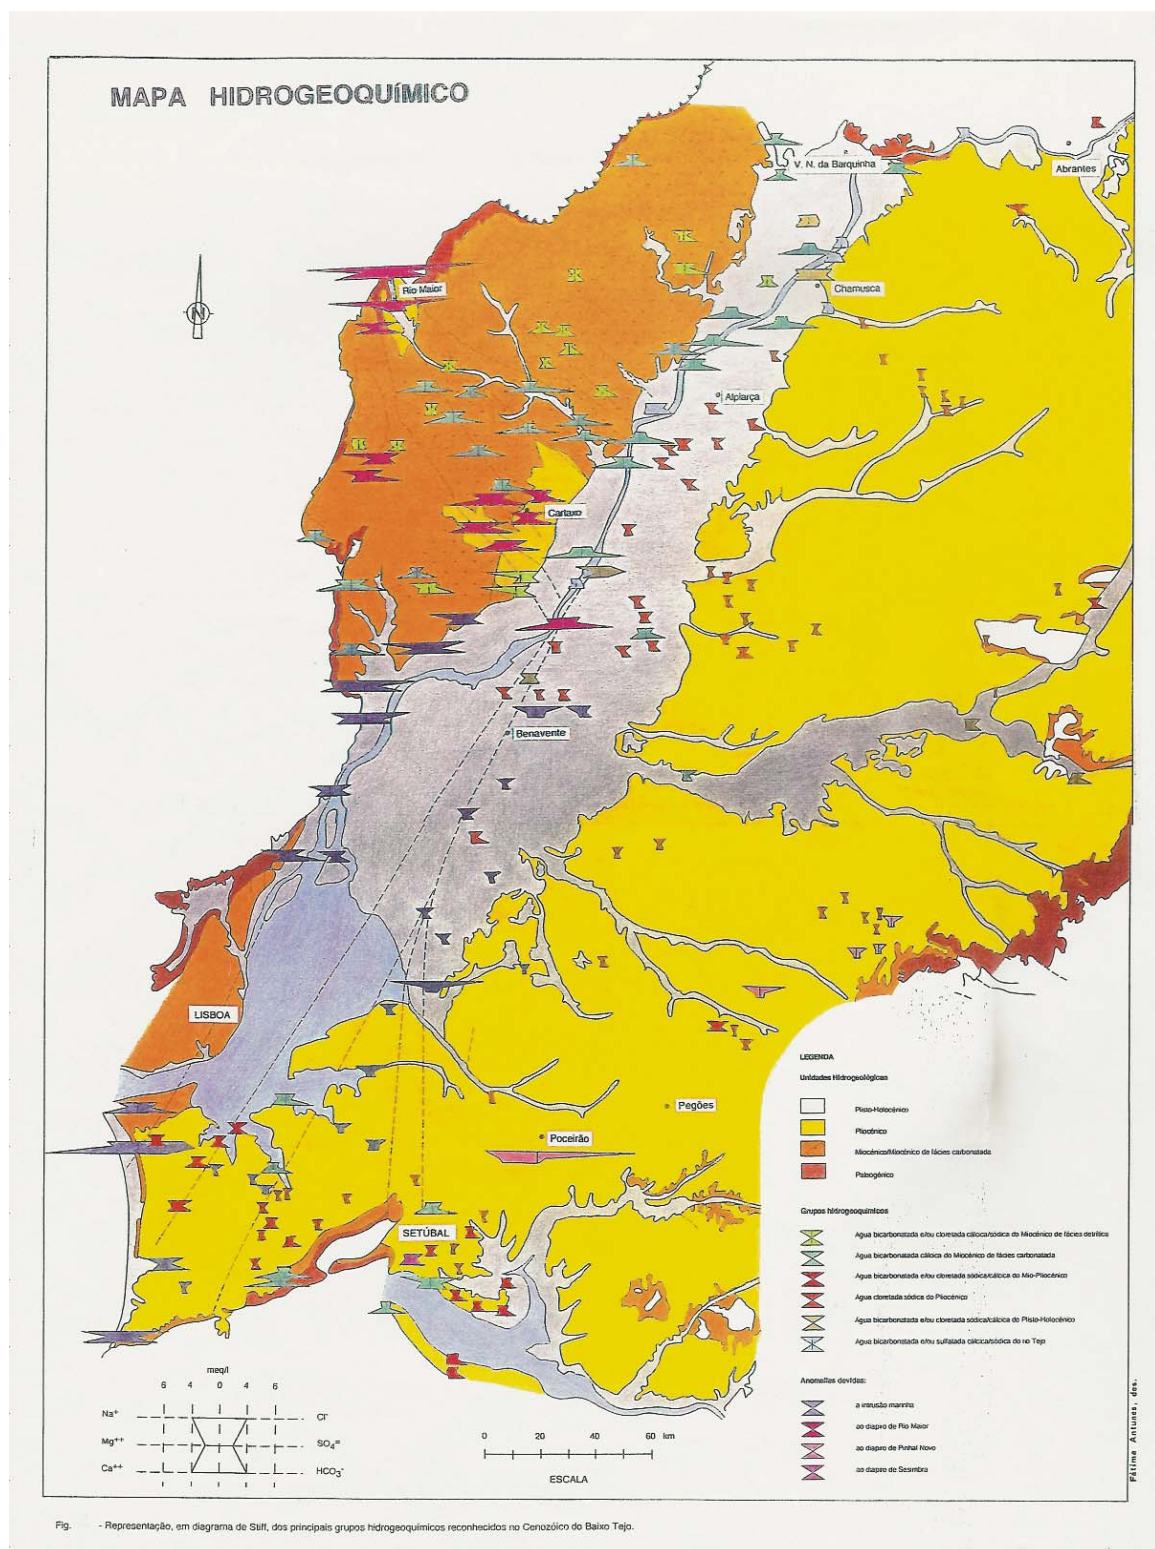 MAPA HIDROGEOQUÍMICO
V. N. da Barquinha
Abrantes
Rio Maior
Chamusca
N
Alpiarça
Cartaxo
Benavente
LISBOA
Pegões
Poceirão
SETÚBAL
LEGENDA
Unidades Hidrogeológicas
Plisto-Holocénico
Pliocénico
Miocénico/Miocénico de fácies carbonatada
Paleogénico
Grupos hidrogeoquímicos
Agua bicarbonatada e/ou cloretada cálcica/sódica do Miocénico de fácies detrítica
Agua bicarbonatada cálcica do Miocénico de fácies carbonatada
Agua bicarbonatada e/ou cloretada sódica/cálcica do Mio-Pliocénico
Agua cloretada sódica do Pliocénico
Água bicarbonatada e/ou cloretada sódica/cálcica do Plisto-Holocénico
Agua bicarbonatada e/ou sulfatada cálcica/sódica do rio Tejo
Anomalias devidas:
a intrusão marinha
ao diapiro de Rio Maior
ao diapiro de Pinhal Novo
ao diapiro de Sesimbra
meq/l
6 4 0 4 6
Na+ Cl-
Mg++ SO4=
Ca++ HCO3-
0 20 40 60 km
ESCALA
Fátima Antunes, des.
Fig. - Representação, em diagrama de Stiff, dos principais grupos hidrogeoquímicos reconhecidos no Cenozóico do Baixo Tejo.